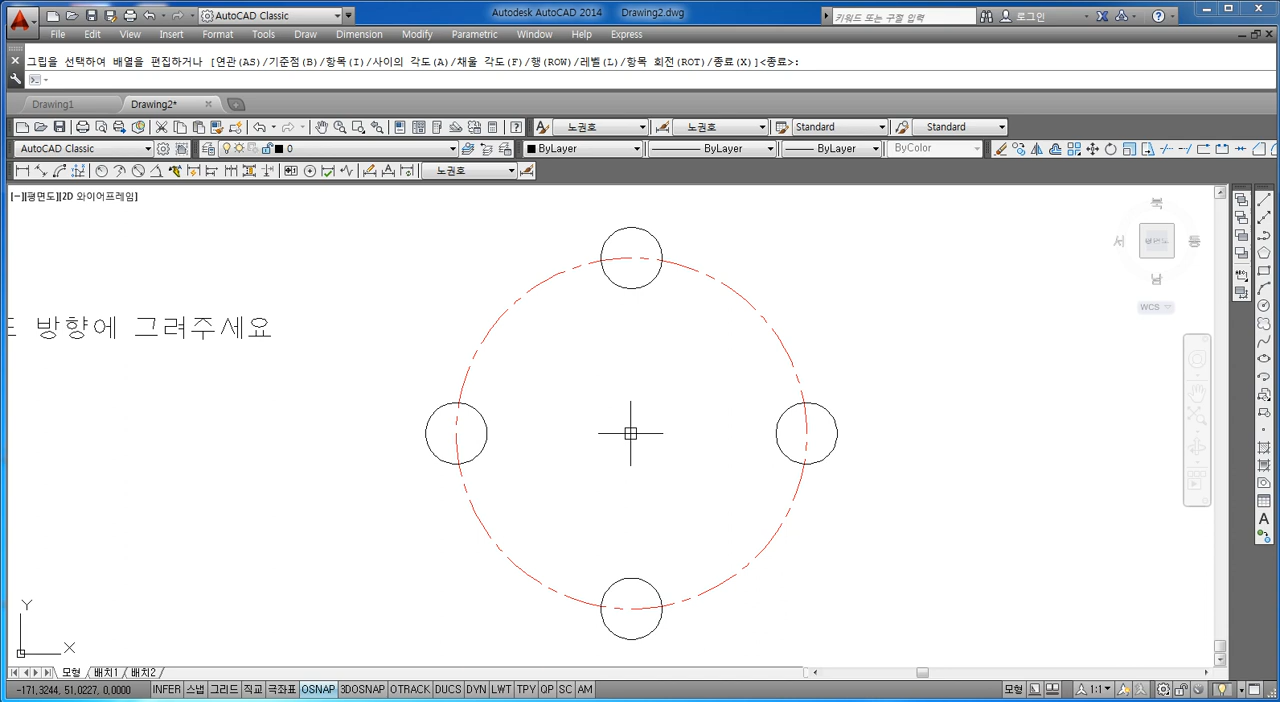 AutoCAD Classic
Autodesk AutoCAD 2014 Drawing2.dwg
키워드 또는 구절 입력
로그인
File Edit View Insert Format Tools Draw Dimension Modify Parametric Window Help Express
그립을 선택하여 배열을 편집하거나 [연관(AS)/기준점(B)/항목(I)/사이의 각도(A)/채울 각도(F)/행(ROW)/레벨(L)/항목 회전(ROT)/종료(X)]<종료>:
Drawing1 Drawing2*
노권호 노권호 Standard Standard
AutoCAD Classic 0 ByLayer ByLayer ByLayer ByColor
노권호
[-][평면도][2D 와이어프레임]
북
서 평면도 동
남
WCS
방향에 그려주세요
Y
X
모형 배치1 배치2
-171,3244, 51,0227, 0,0000 INFER 스냅 그리드 직교 극좌표 OSNAP 3DOSNAP OTRACK DUCS DYN LWT TPY QP SC AM 모형 1:1